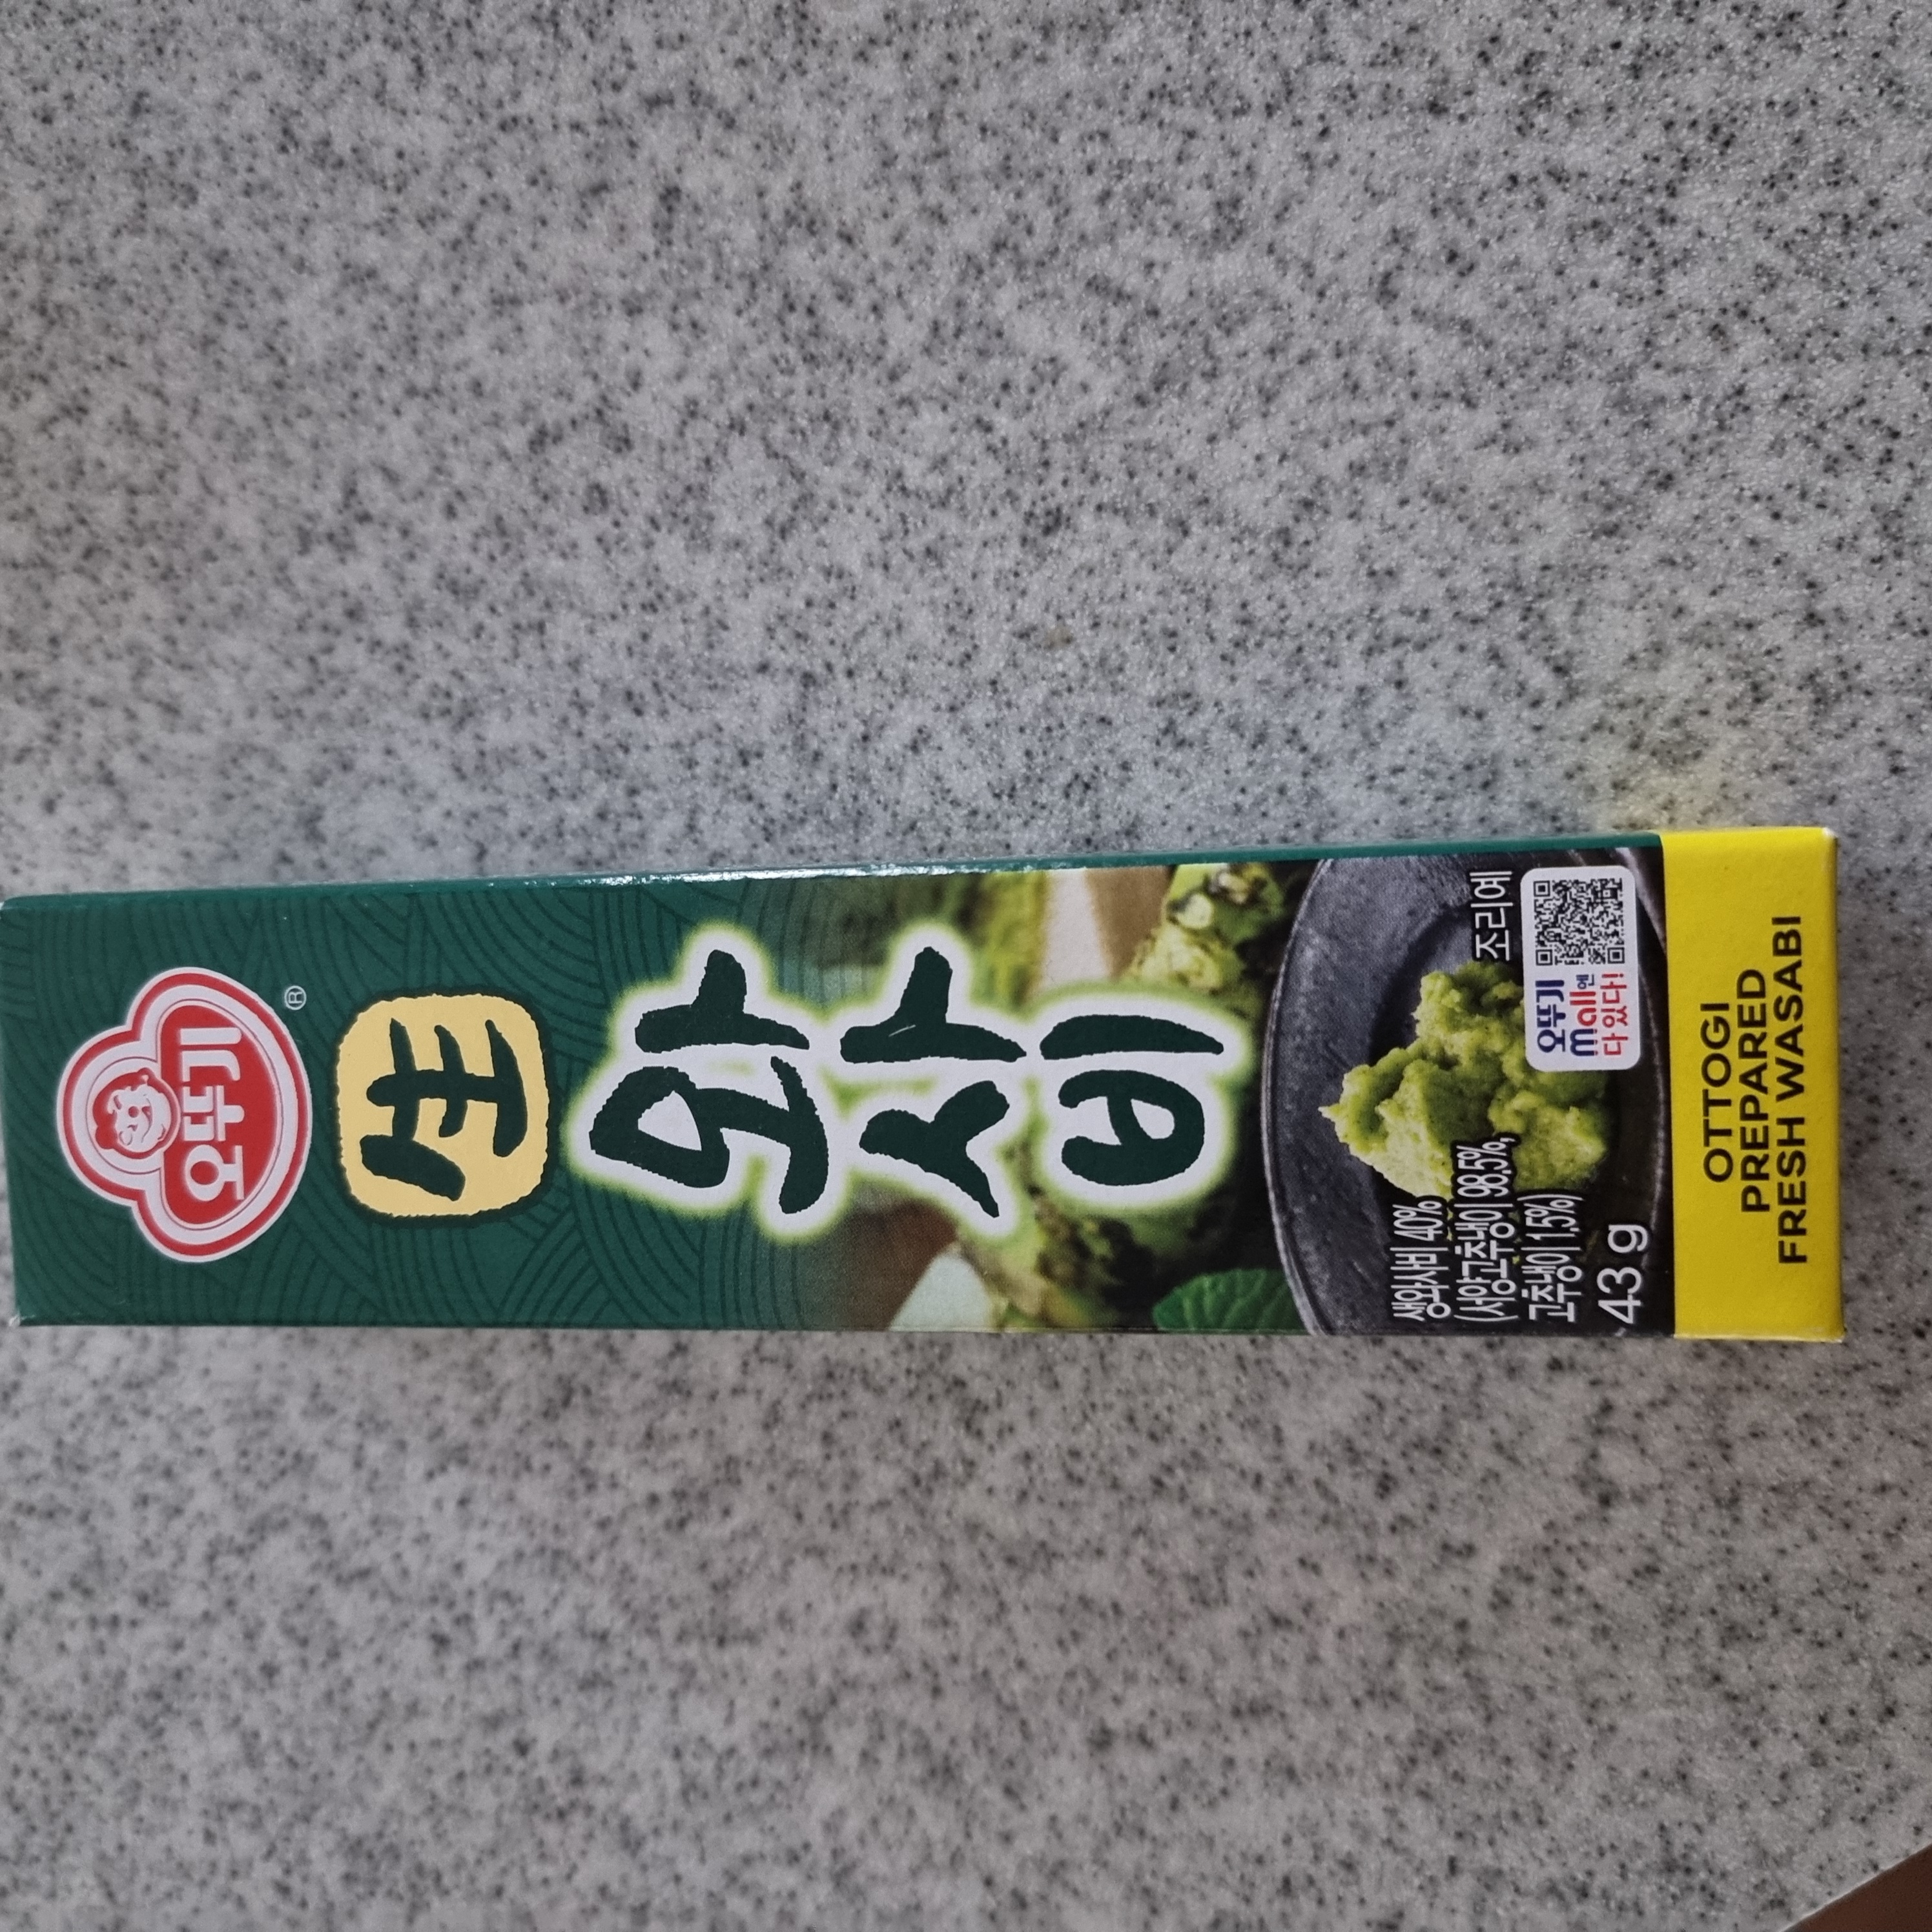 오뚜기
®
生
와사비
조리예
생와사비 40%
(서양고추냉이 98.5%,
고추냉이 1.5%)
43 g
오뚜기
mall에
다 있다!
OTTOGI
PREPARED
FRESH WASABI